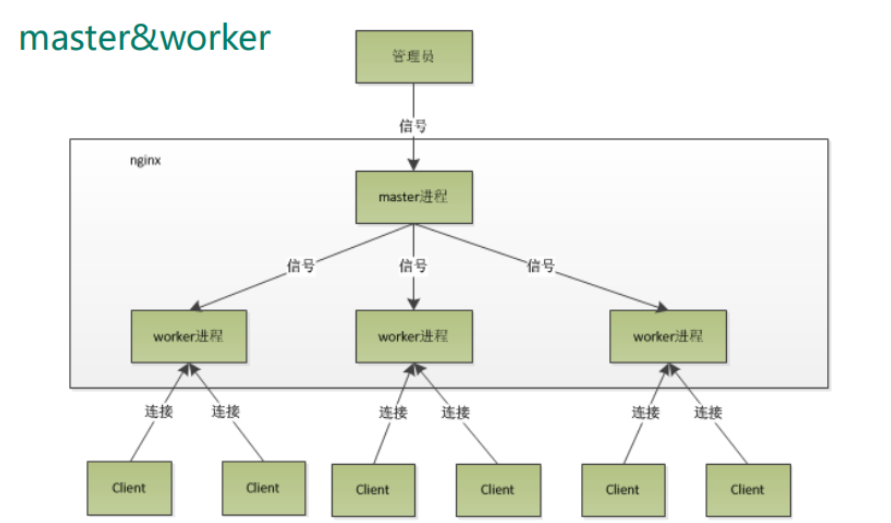 master&worker
管理员
信号
nginx
master进程
信号
信号
信号
worker进程
worker进程
worker进程
连接
连接
连接
连接
连接
连接
Client
Client
Client
Client
Client
Client